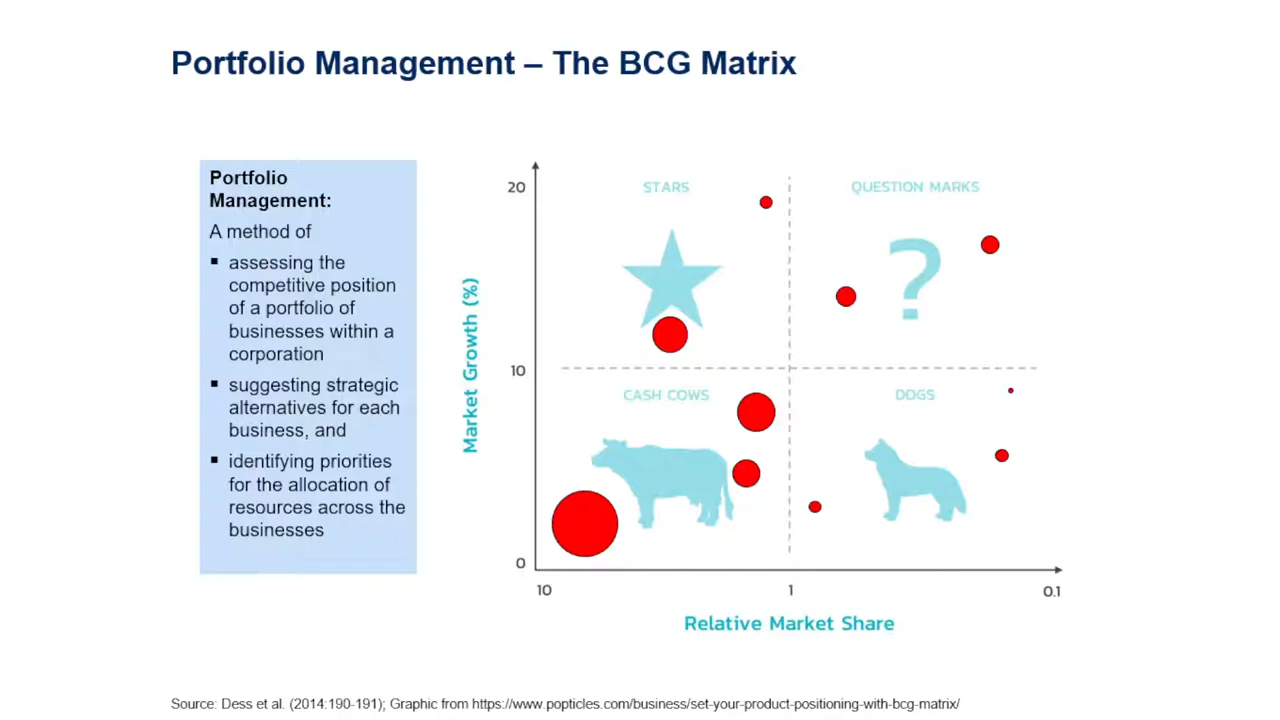 Portfolio Management – The BCG Matrix
Portfolio
Management:
A method of
▪ assessing the
competitive position
of a portfolio of
businesses within a
corporation
▪ suggesting strategic
alternatives for each
business, and
▪ identifying priorities
for the allocation of
resources across the
businesses
Market Growth (%)
20
10
0
STARS
QUESTION MARKS
?
CASH COWS
DOGS
10
1
0.1
Relative Market Share
Source: Dess et al. (2014:190-191); Graphic from https://www.popticles.com/business/set-your-product-positioning-with-bcg-matrix/